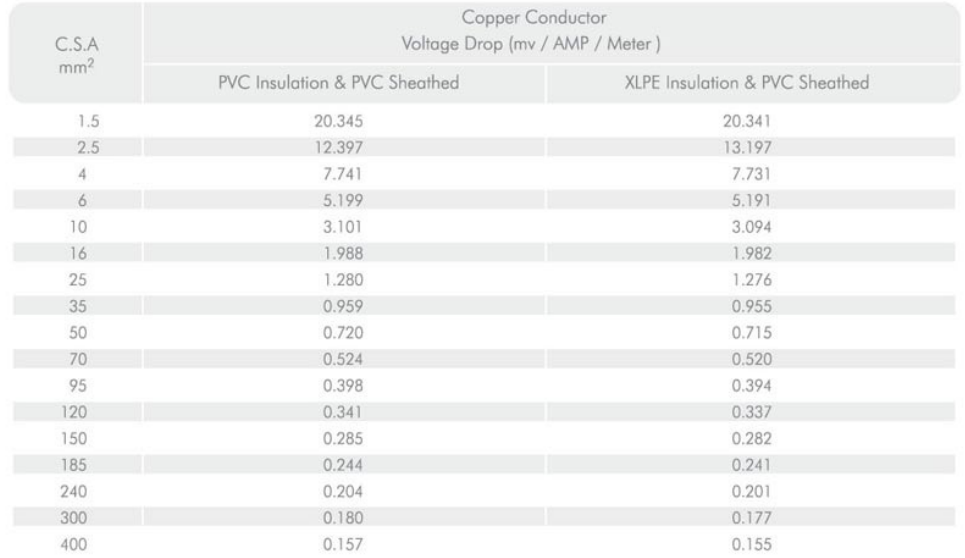 C.S.A
mm²
Copper Conductor
Voltage Drop (mv / AMP / Meter )
PVC Insulation & PVC Sheathed XLPE Insulation & PVC Sheathed
1.5 20.345 20.341
2.5 12.397 13.197
4 7.741 7.731
6 5.199 5.191
10 3.101 3.094
16 1.988 1.982
25 1.280 1.276
35 0.959 0.955
50 0.720 0.715
70 0.524 0.520
95 0.398 0.394
120 0.341 0.337
150 0.285 0.282
185 0.244 0.241
240 0.204 0.201
300 0.180 0.177
400 0.157 0.155